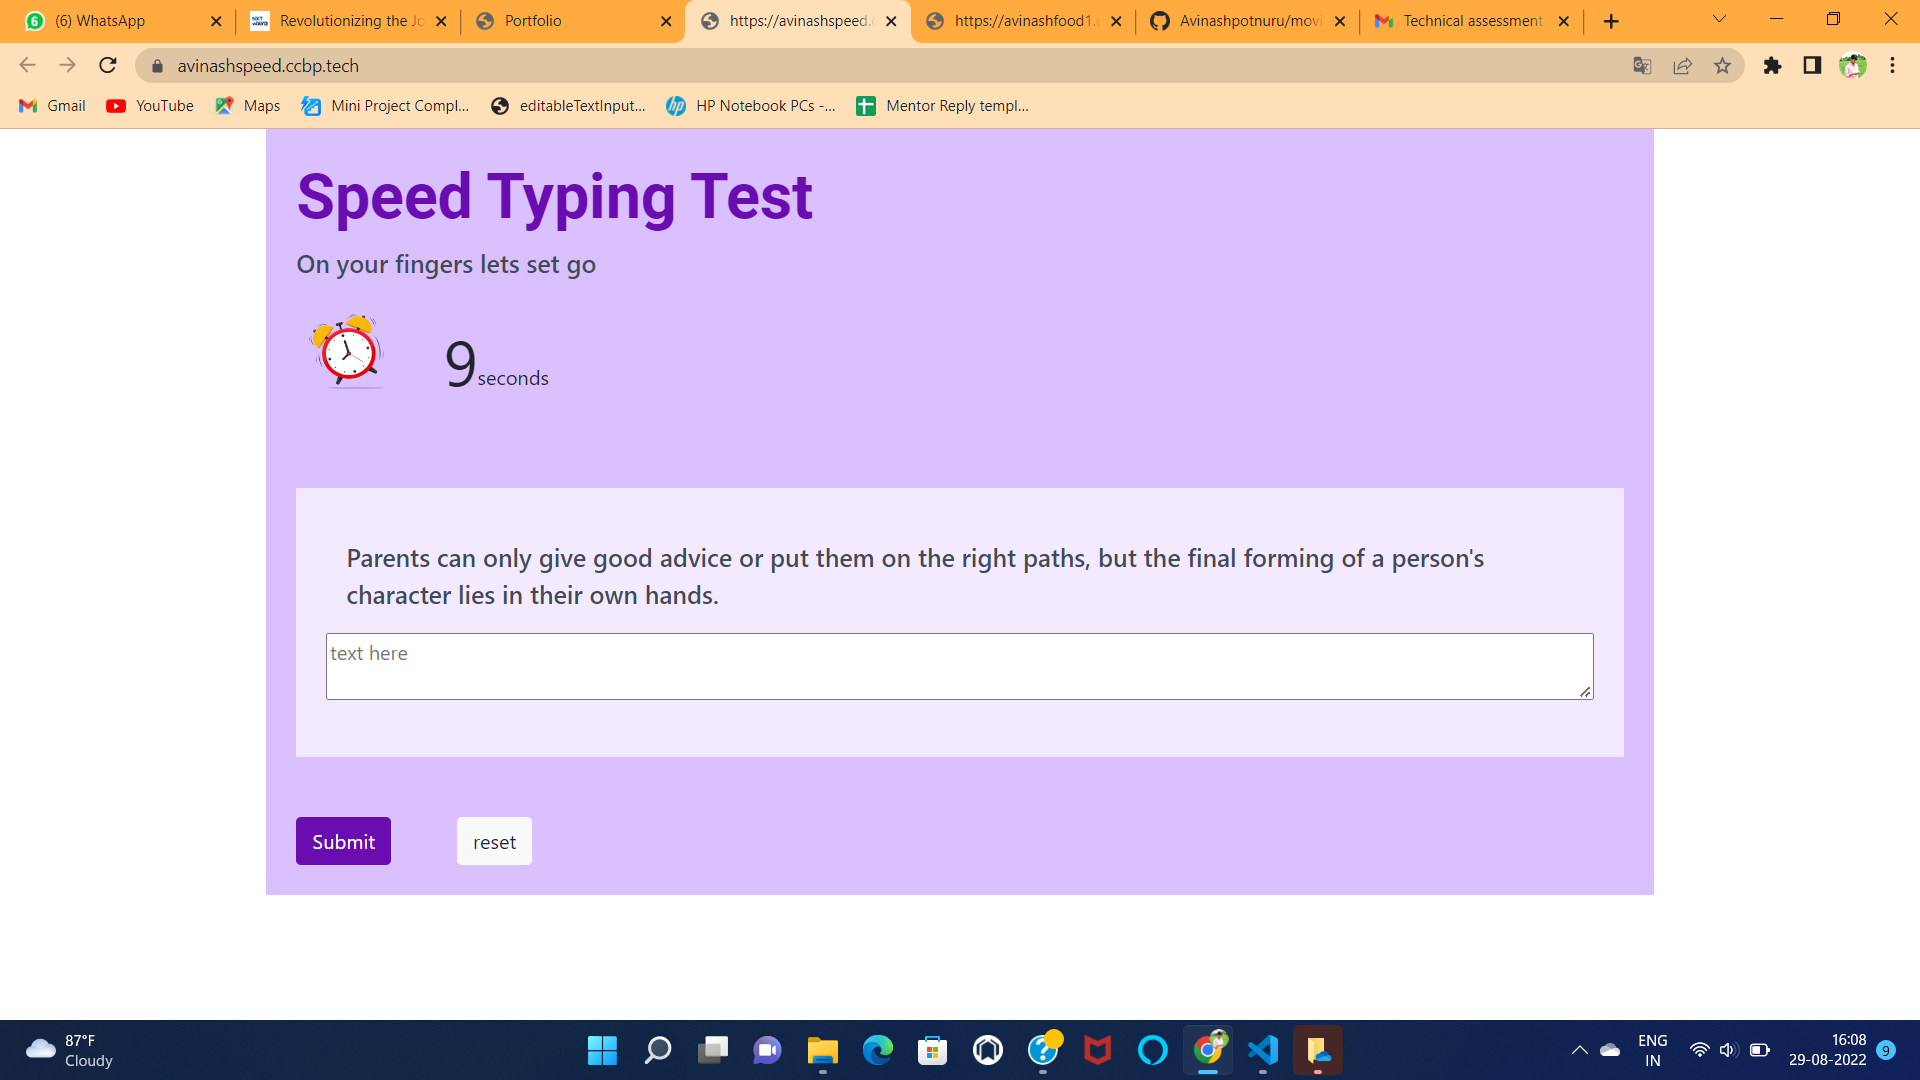 (6) WhatsApp
Revolutionizing the Jo
Portfolio
https://avinashspeed.c
https://avinashfood1.c
Avinashpotnuru/movi
Technical assessment
avinashspeed.ccbp.tech
Gmail
YouTube
Maps
Mini Project Compl...
editableTextInput...
HP Notebook PCs -...
Mentor Reply templ...
Speed Typing Test
On your fingers lets set go
9 seconds
Parents can only give good advice or put them on the right paths, but the final forming of a person's
character lies in their own hands.
text here
Submit
reset
87°F
Cloudy
ENG
IN
16:08
29-08-2022
9